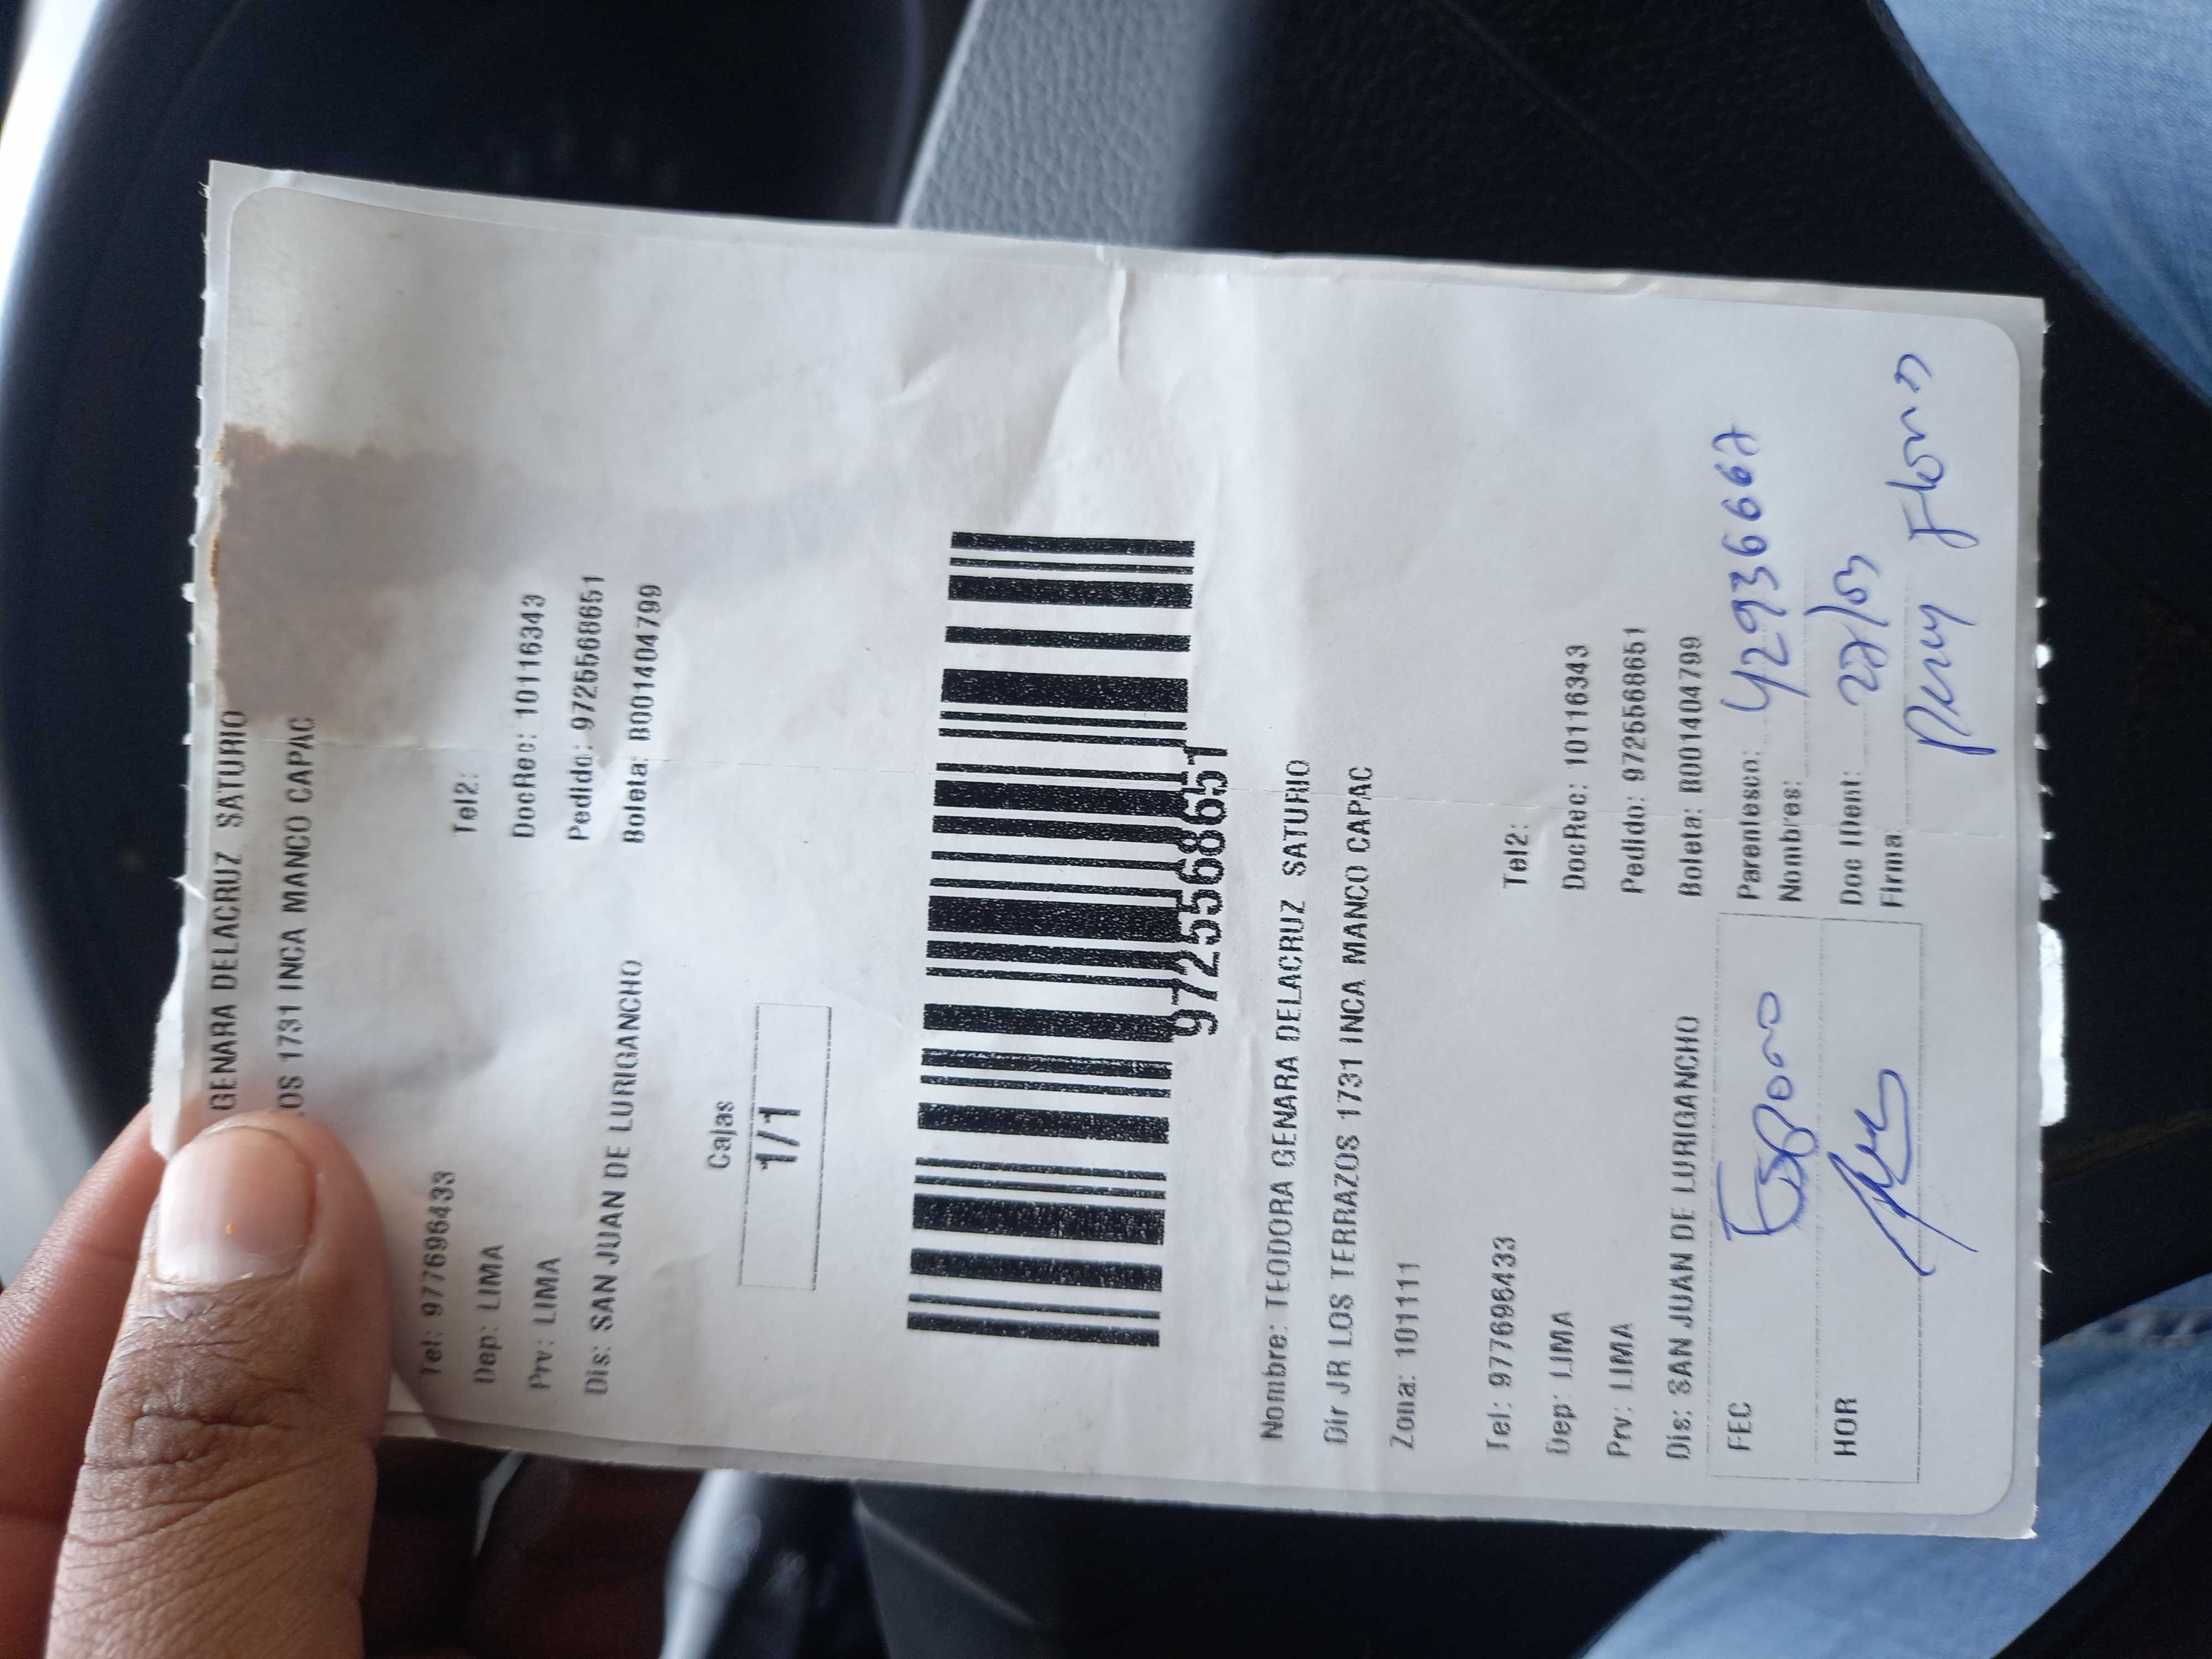 GENARA DELACRUZ SATURIO
OS 1731 INCA MANCO CAPAC
Tel: 977696433
Tel2:
Dep: LIMA
DocRec: 10116343
Prv: LIMA
Pedido: 9725568651
Dis: SAN JUAN DE LURIGANCHO
Boleta: B001404799
Cajas
1/1
9725568651
Nombre: TEODORA GENARA DELACRUZ SATURIO
Dir JR LOS TERRAZOS 1731 INCA MANCO CAPAC
Zona: 101111
Tel: 977696433
Tel2:
Dep: LIMA
DocRec: 10116343
Prv: LIMA
Pedido: 9725568651
Dis: SAN JUAN DE LURIGANCHO
Boleta: B001404799
FEC Esposo
Parentesco: 42936667
Nombres:
HOR
Doc IDent: 27/03
Firma